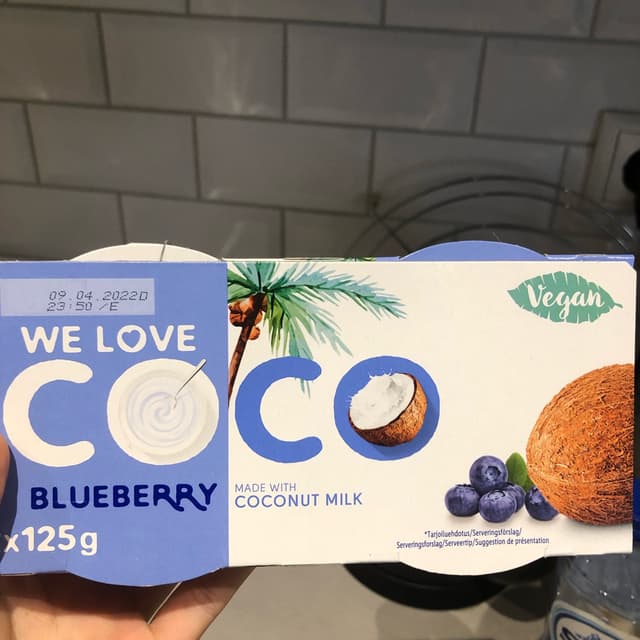 09.04.2022D
23:50 /E
WE LOVE
COCO
BLUEBERRY
x125g
MADE WITH
COCONUT MILK
Vegan
*Tarjoiluehdotus/Serveringsförslag/
Serveringsforslag/Serveertip/Suggestion de présentation